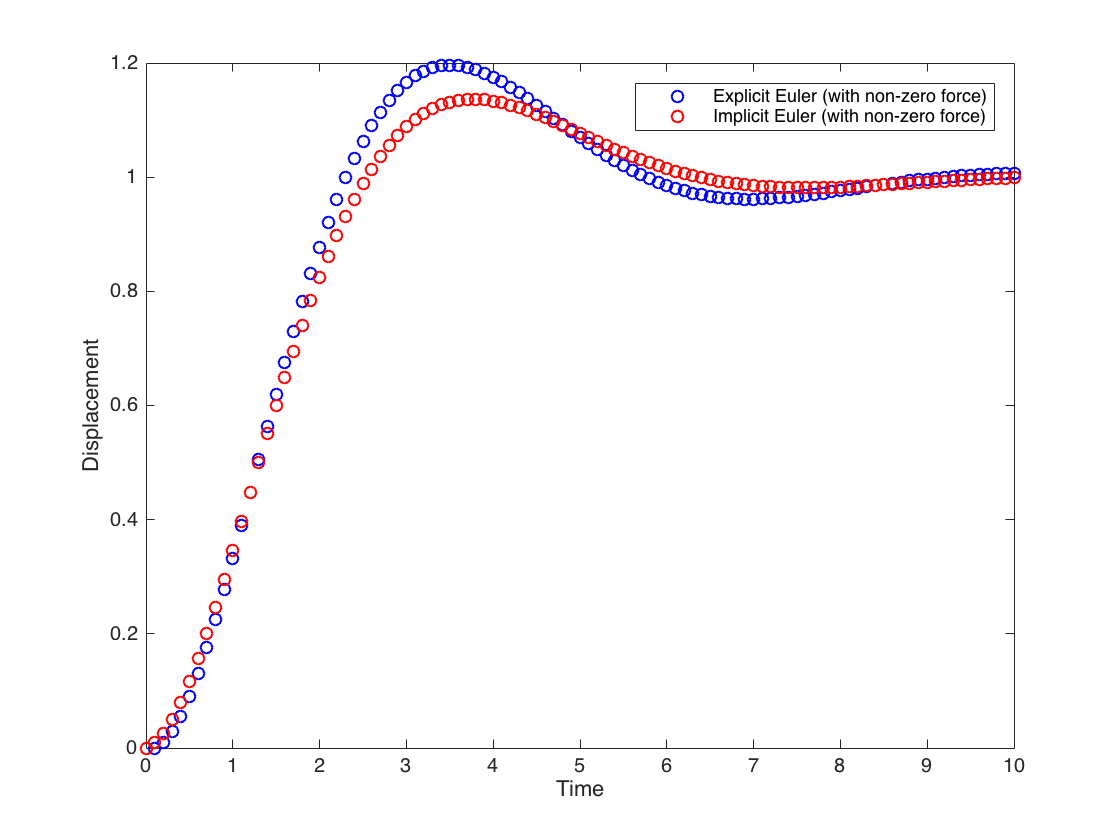 1.2
1
0.8
0.6
0.4
0.2
0
Displacement
Explicit Euler (with non-zero force)
Implicit Euler (with non-zero force)
0 1 2 3 4 5 6 7 8 9 10
Time